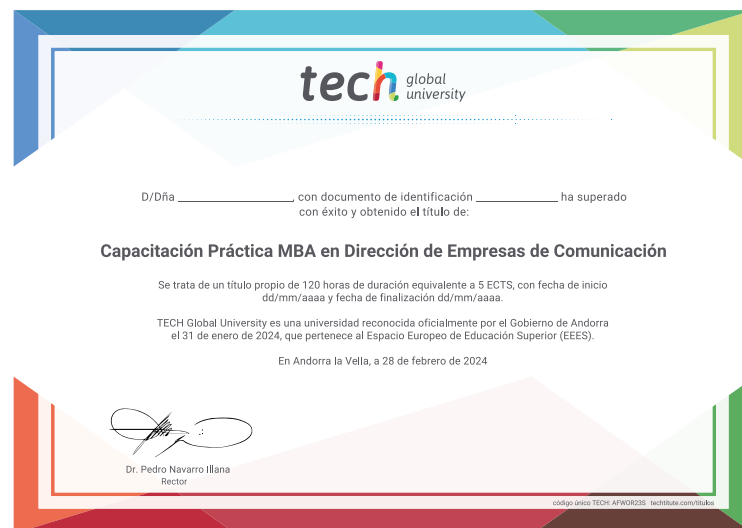 tech global
university
D/Dña ____________________, con documento de identificación ______________ ha superado
con éxito y obtenido el título de:
Capacitación Práctica MBA en Dirección de Empresas de Comunicación
Se trata de un título propio de 120 horas de duración equivalente a 5 ECTS, con fecha de inicio
dd/mm/aaaa y fecha de finalización dd/mm/aaaa.
TECH Global University es una universidad reconocida oficialmente por el Gobierno de Andorra
el 31 de enero de 2024, que pertenece al Espacio Europeo de Educación Superior (EEES).
En Andorra la Vella, a 28 de febrero de 2024
Dr. Pedro Navarro Illana
Rector
código único TECH: AFWOR23S techtitute.com/titulos